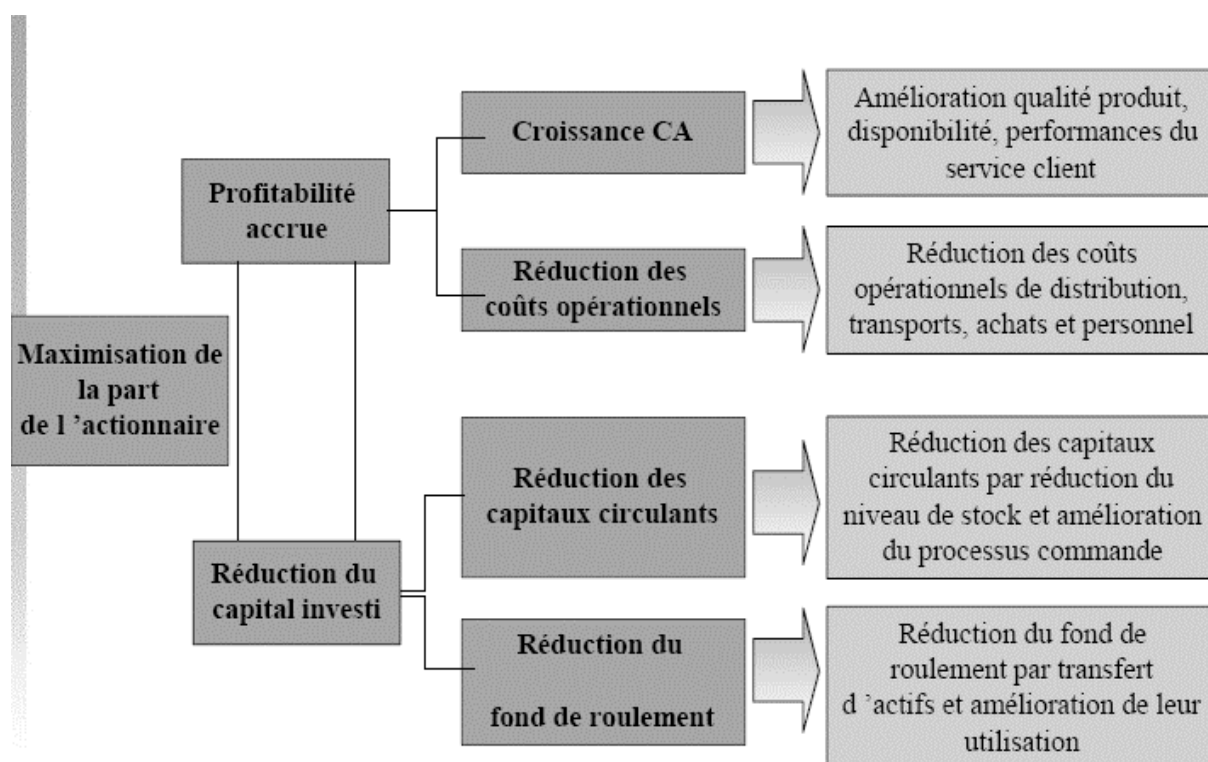 Maximisation de
la part
de l ’actionnaire
Profitabilité
accrue
Réduction du
capital investi
Croissance CA
Réduction des
coûts opérationnels
Réduction des
capitaux circulants
Réduction du
fond de roulement
Amélioration qualité produit,
disponibilité, performances du
service client
Réduction des coûts
opérationnels de distribution,
transports, achats et personnel
Réduction des capitaux
circulants par réduction du
niveau de stock et amélioration
du processus commande
Réduction du fond de
roulement par transfert
d ’actifs et amélioration de leur
utilisation